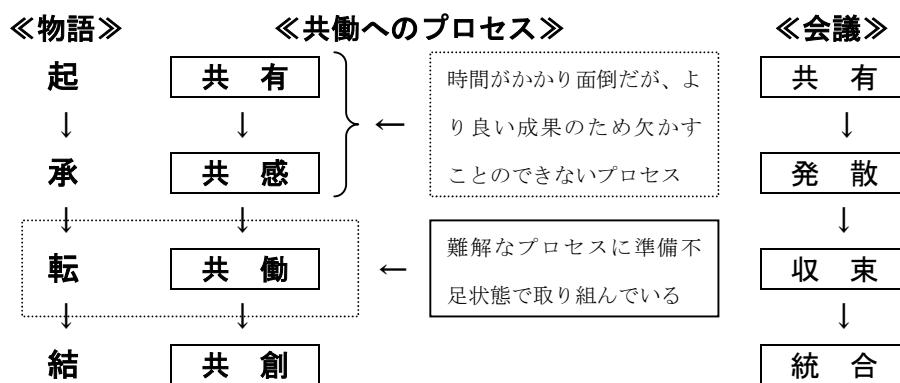 ≪物語≫ ≪共働へのプロセス≫ ≪会議≫
起 共 有 時間がかかり面倒だが、よ 共 有
↓ ↓ ← り良い成果のため欠かす ↓
承 共 感 ことのできないプロセス 発 散
↓ ↓ ↓
転 共 働 ← 難解なプロセスに準備不 収 束
足状態で取り組んでいる
↓ ↓ ↓
結 共 創 統 合